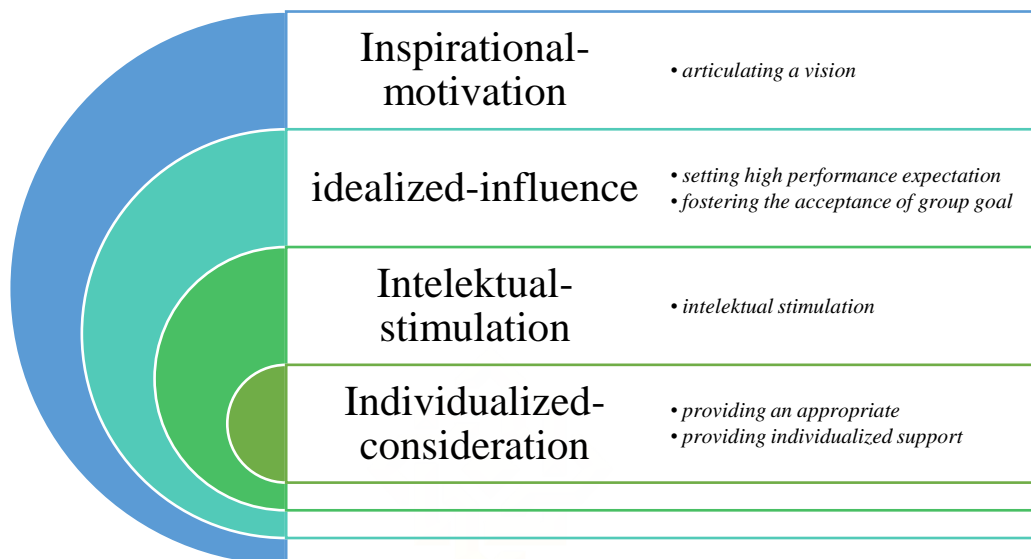 Inspirational-
motivation
• articulating a vision
idealized-influence
• setting high performance expectation
• fostering the acceptance of group goal
Intelektual-
stimulation
• intelektual stimulation
Individualized-
consideration
• providing an appropriate
• providing individualized support